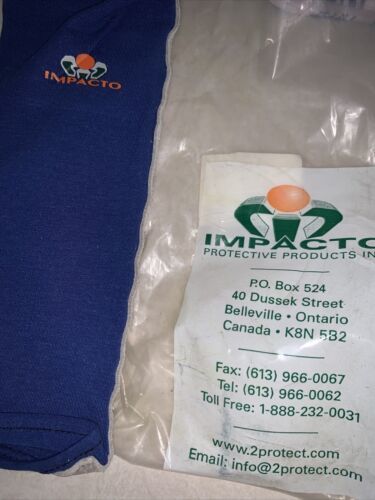 IMPACTO
IMPACTO
PROTECTIVE PRODUCTS IN
P.O. Box 524
40 Dussek Street
Belleville • Ontario
Canada • K8N 5B2
Fax: (613) 966-0067
Tel: (613) 966-0062
Toll Free: 1-888-232-0031
www.2protect.com
Email: info@2protect.com